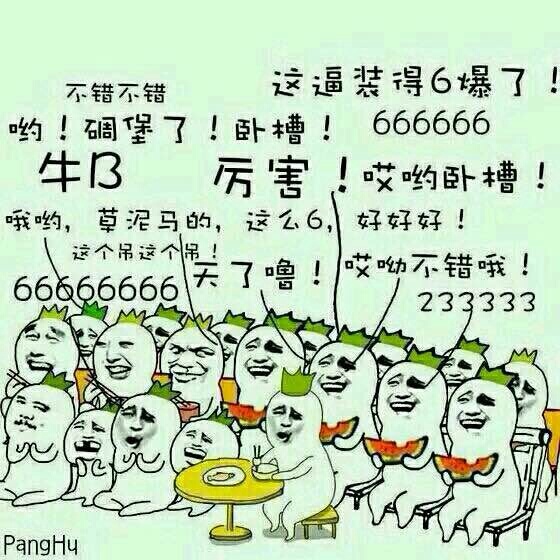 这逼装得6爆了！
不错不错
666666
哟！碉堡了！卧槽！
牛B
厉害！
哎哟卧槽！
哦哟，草泥马的，这么6，好好好！
这个吊这个吊！
天了噜！
哎呦不错哦！
66666666
233333
PangHu